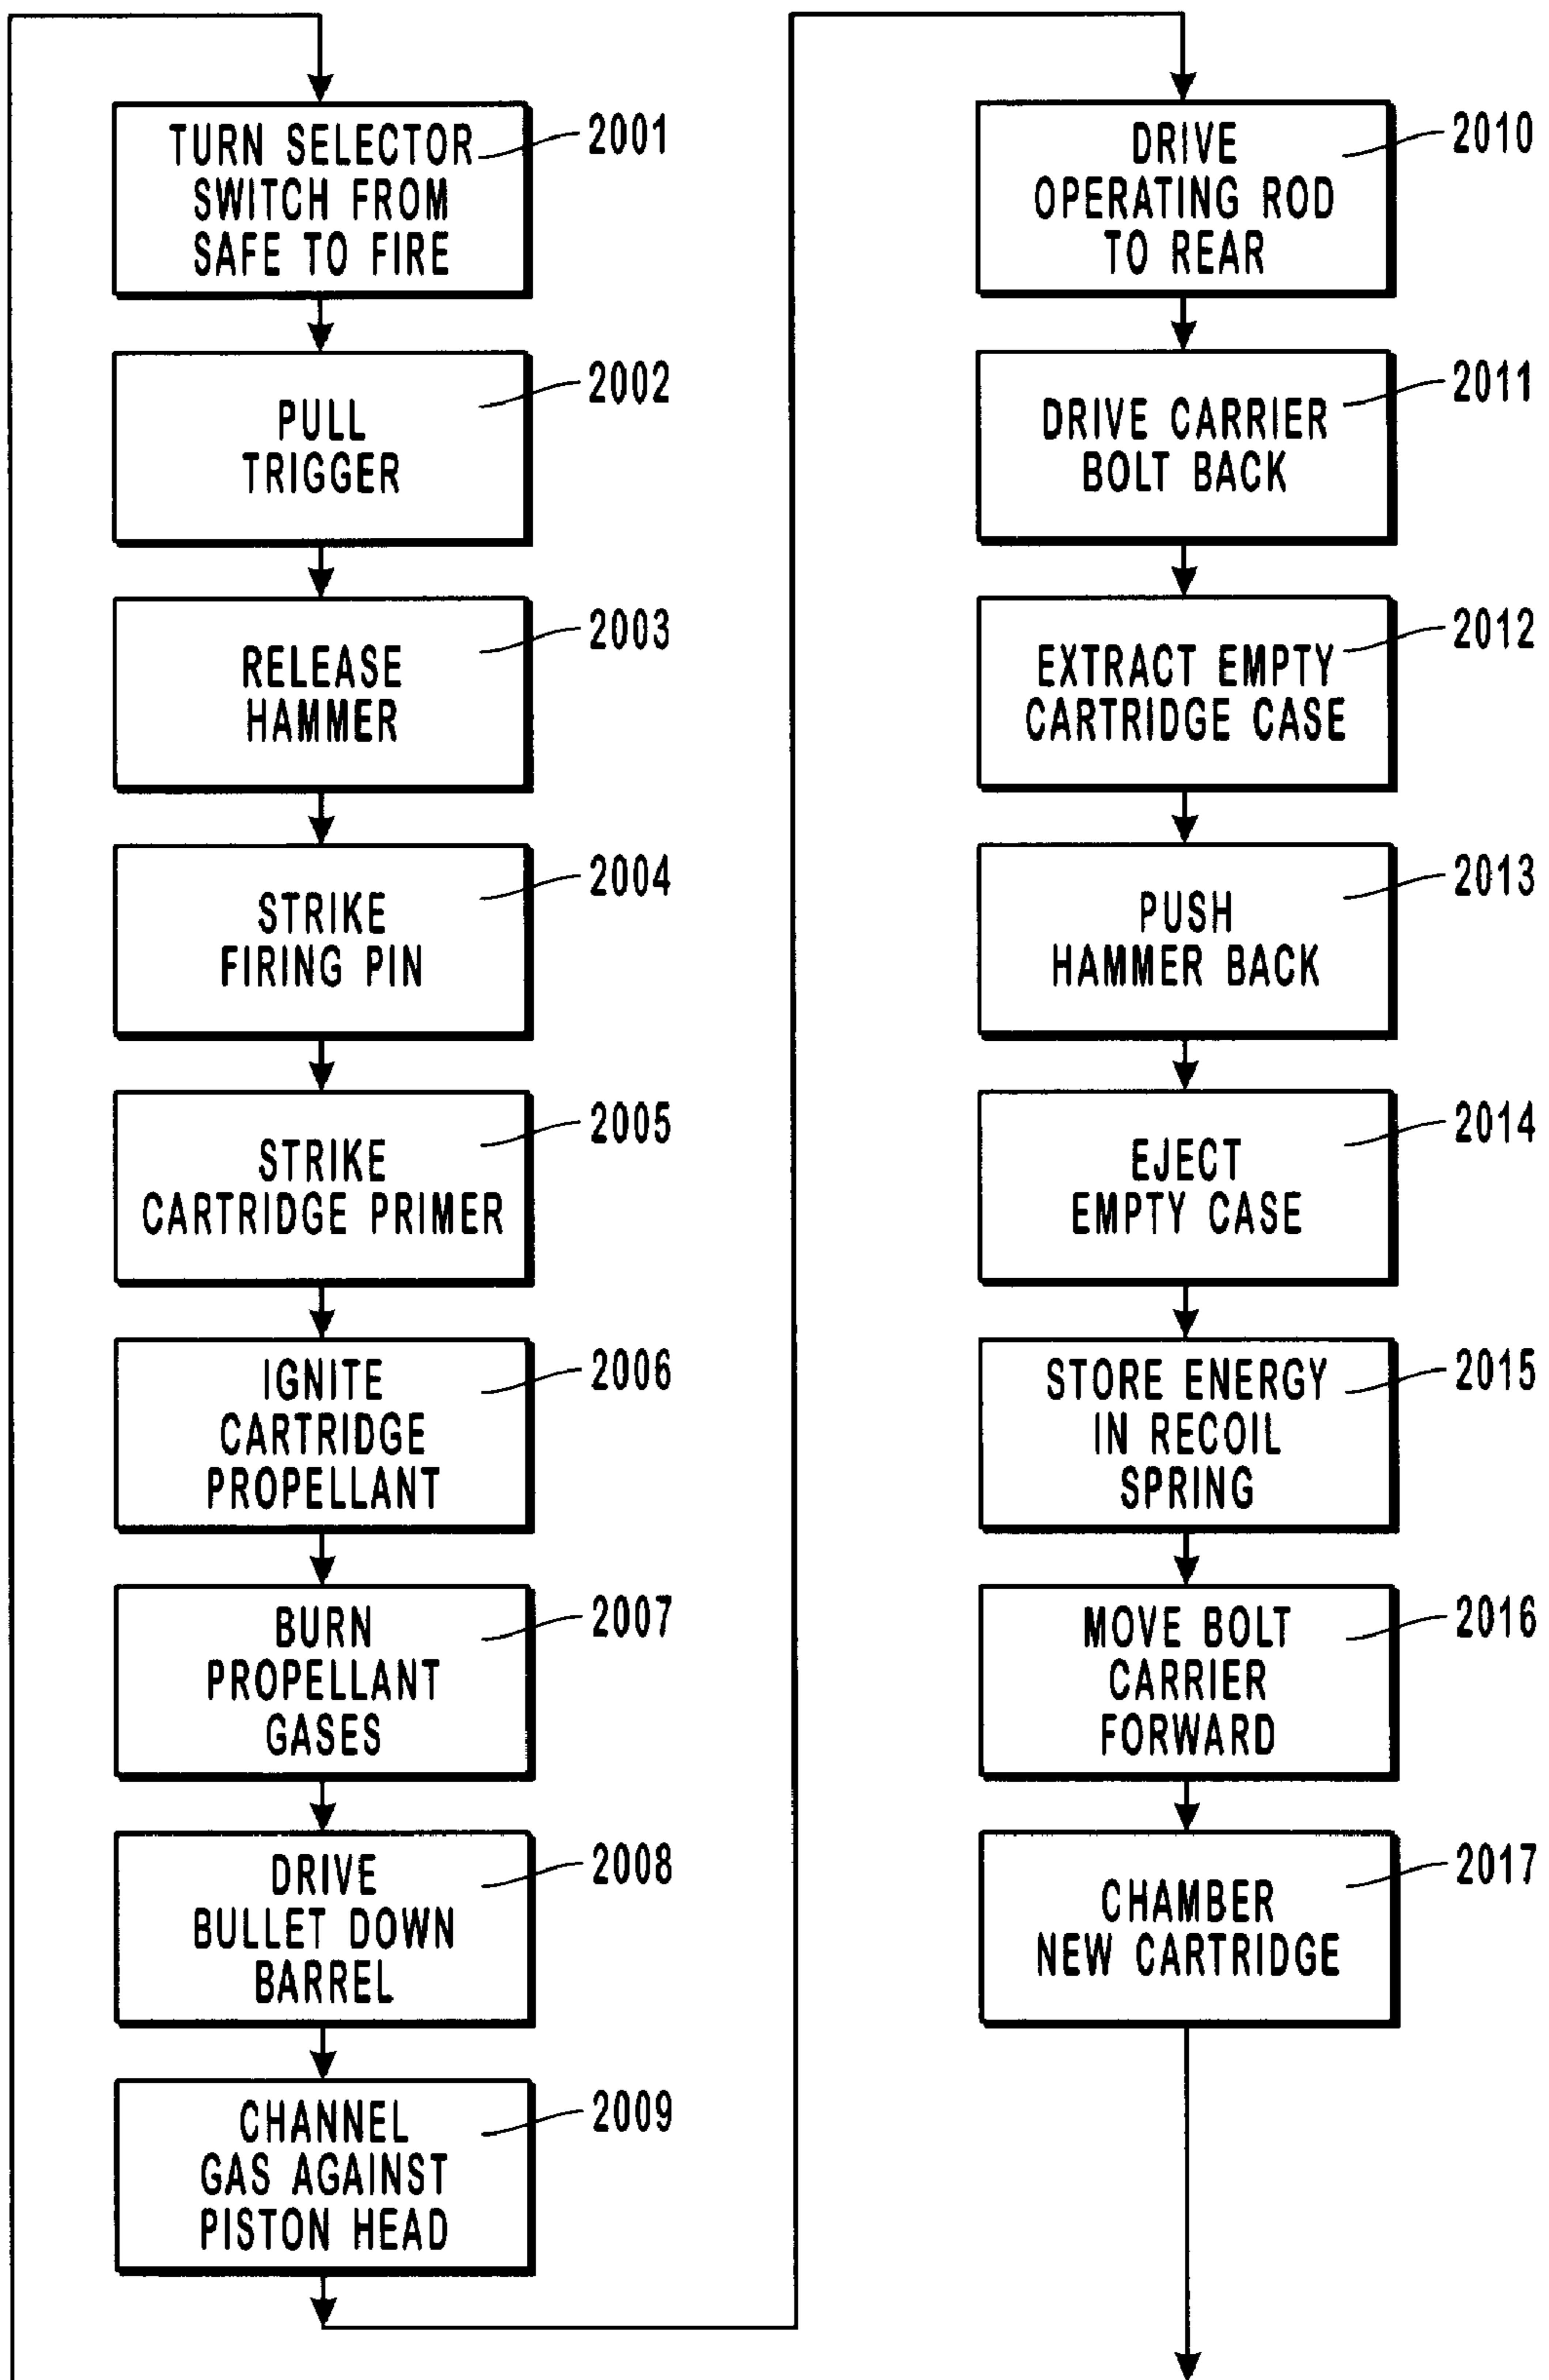 TURN SELECTOR
SWITCH FROM
SAFE TO FIRE
2001
PULL
TRIGGER
2002
RELEASE
HAMMER
2003
STRIKE
FIRING PIN
2004
STRIKE
CARTRIDGE PRIMER
2005
IGNITE
CARTRIDGE
PROPELLANT
2006
BURN
PROPELLANT
GASES
2007
DRIVE
BULLET DOWN
BARREL
2008
CHANNEL
GAS AGAINST
PISTON HEAD
2009
DRIVE
OPERATING ROD
TO REAR
2010
DRIVE CARRIER
BOLT BACK
2011
EXTRACT EMPTY
CARTRIDGE CASE
2012
PUSH
HAMMER BACK
2013
EJECT
EMPTY CASE
2014
STORE ENERGY
IN RECOIL
SPRING
2015
MOVE BOLT
CARRIER
FORWARD
2016
CHAMBER
NEW CARTRIDGE
2017